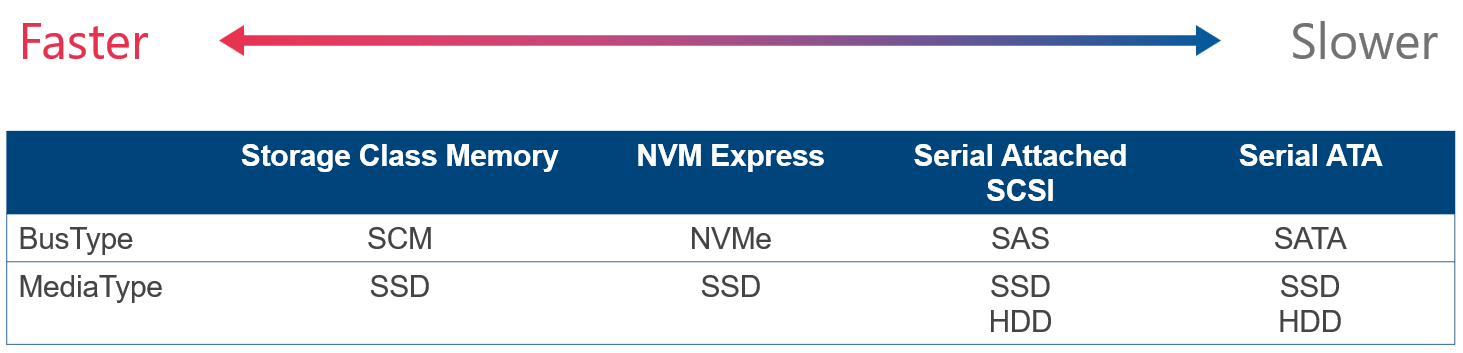 Faster Slower
Storage Class Memory NVM Express Serial Attached SCSI Serial ATA
BusType SCM NVMe SAS SATA
MediaType SSD SSD SSD SSD
HDD HDD